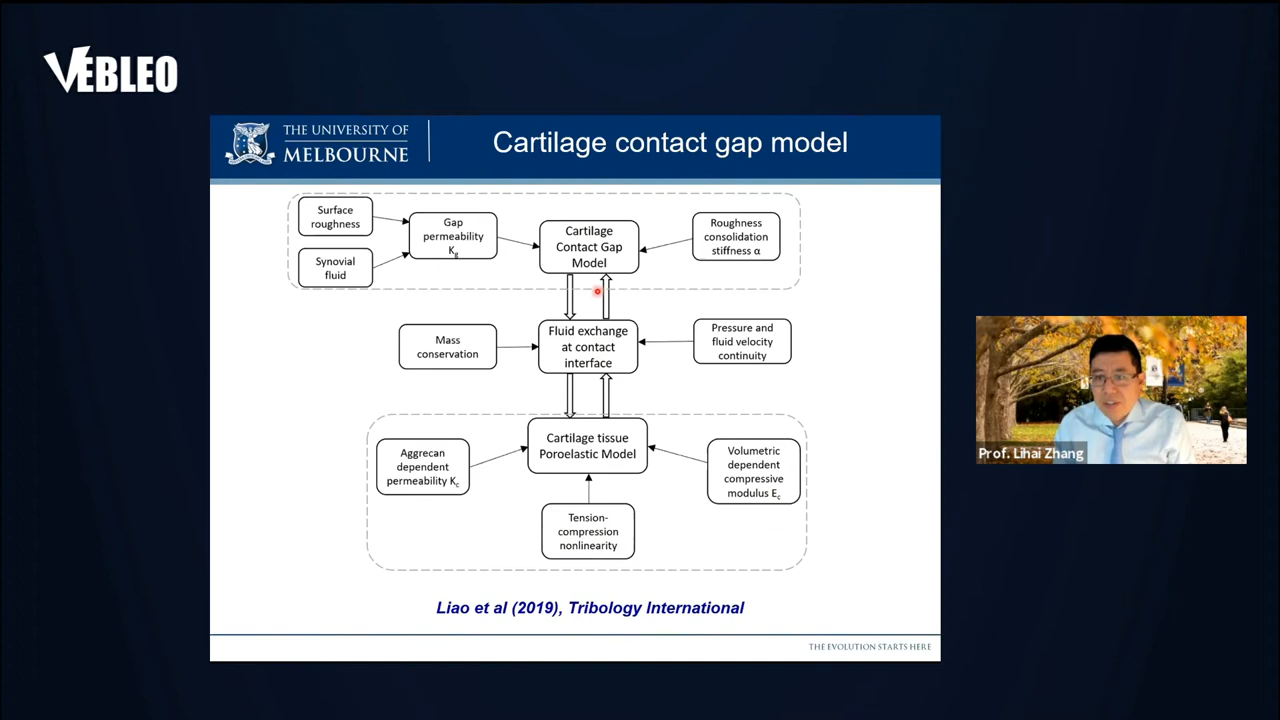 VEBLEO
THE UNIVERSITY OF
MELBOURNE
Cartilage contact gap model
Surface
roughness
Synovial
fluid
Gap
permeability
Kg
Cartilage
Contact Gap
Model
Roughness
consolidation
stiffness α
Mass
conservation
Fluid exchange
at contact
interface
Pressure and
fluid velocity
continuity
Aggrecan
dependent
permeability Kc
Cartilage tissue
Poroelastic Model
Volumetric
dependent
compressive
modulus Ec
Tension-
compression
nonlinearity
Liao et al (2019), Tribology International
THE EVOLUTION STARTS HERE
Prof. Lihai Zhang